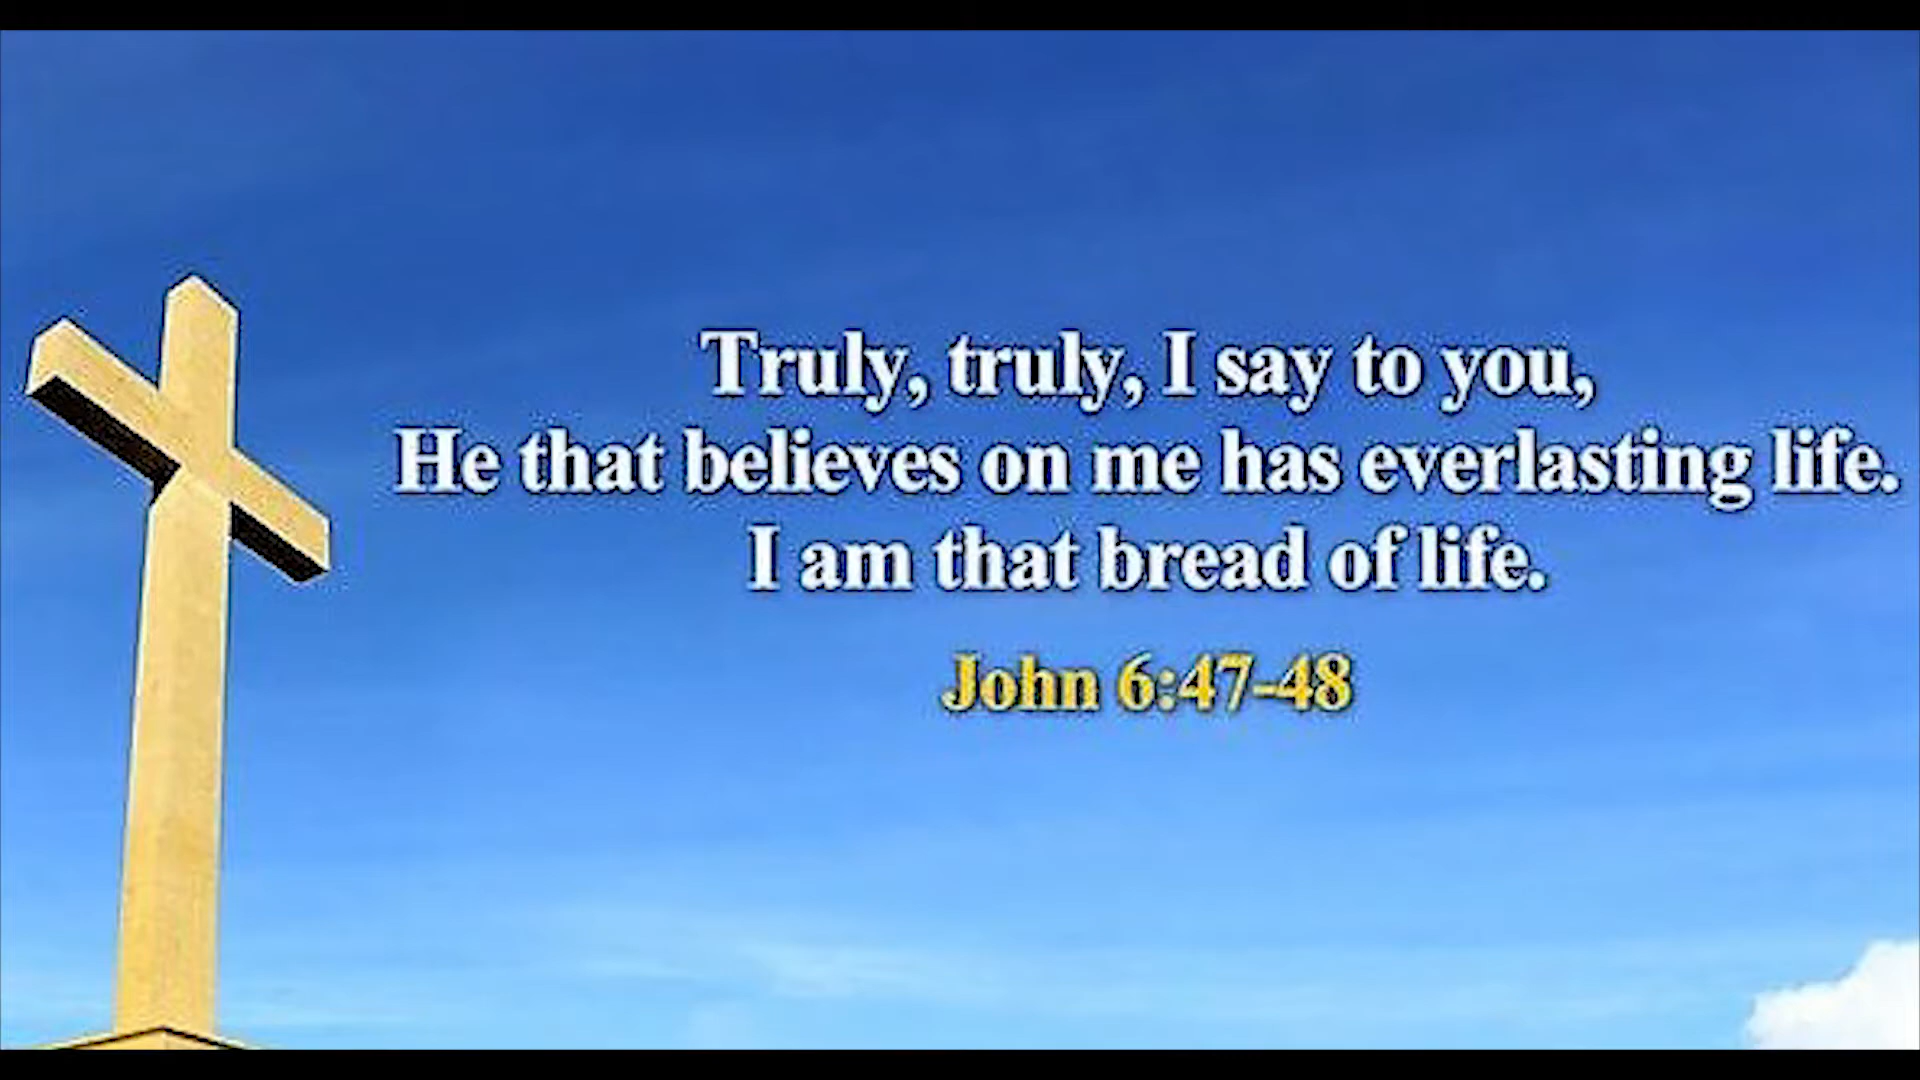 Truly, truly, I say to you,
He that believes on me has everlasting life.
I am that bread of life.
John 6:47-48